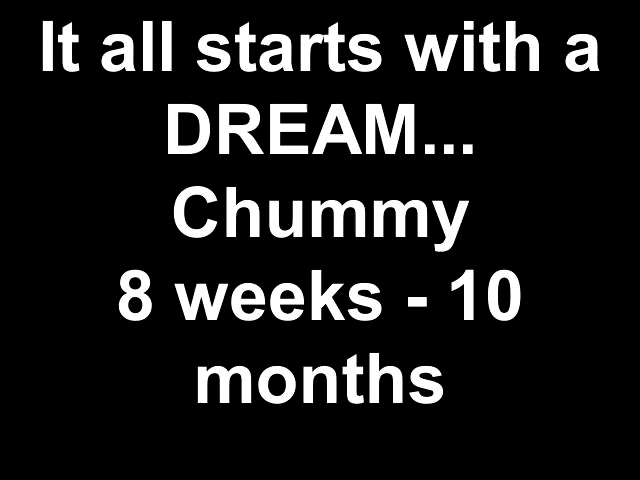 It all starts with a
DREAM...
Chummy
8 weeks - 10
months